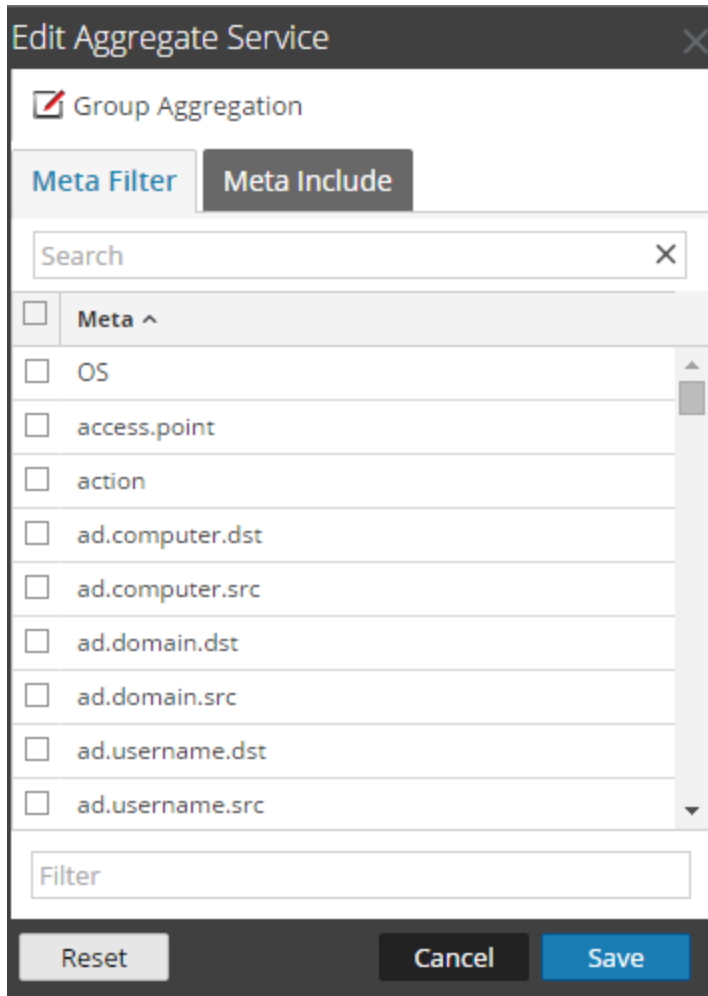 Edit Aggregate Service
Group Aggregation
Meta Filter Meta Include
Search
Meta
OS
access.point
action
ad.computer.dst
ad.computer.src
ad.domain.dst
ad.domain.src
ad.username.dst
ad.username.src
Filter
Reset Cancel Save